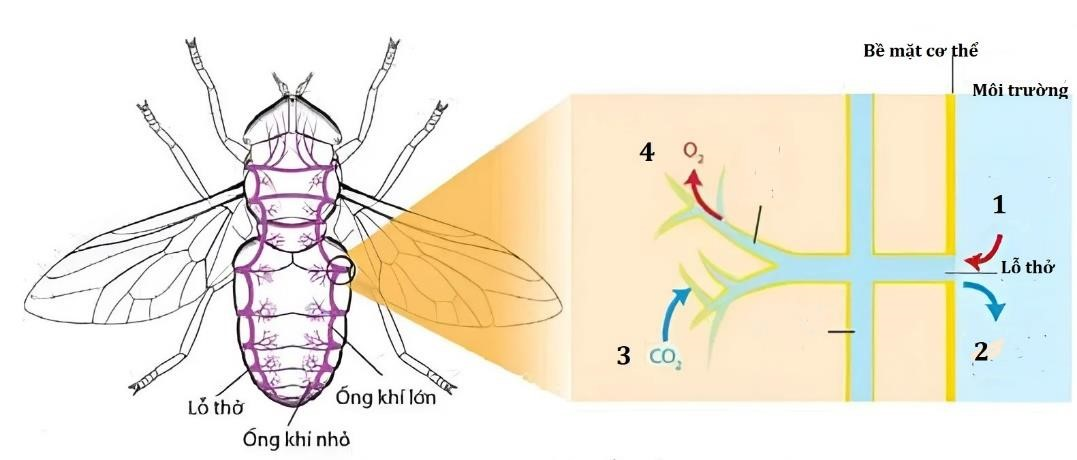 Bề mặt cơ thể
Môi trường
4 O₂
1
Lỗ thở
2
3 CO₂
Ống khí lớn
Lỗ thở
Ống khí nhỏ